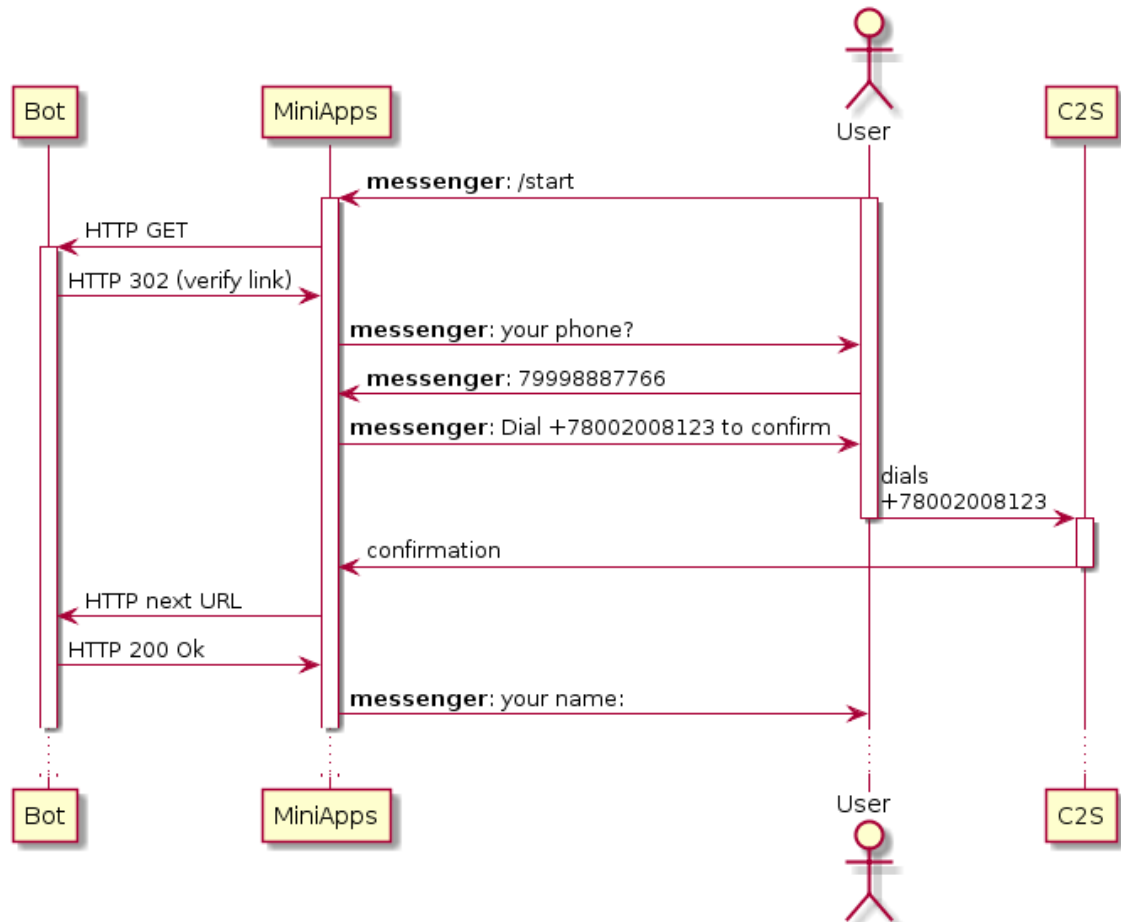 User
Bot
MiniApps
C2S
messenger: /start
HTTP GET
HTTP 302 (verify link)
messenger: your phone?
messenger: 79998887766
messenger: Dial +78002008123 to confirm
dials
+78002008123
confirmation
HTTP next URL
HTTP 200 Ok
messenger: your name:
Bot
MiniApps
User
C2S